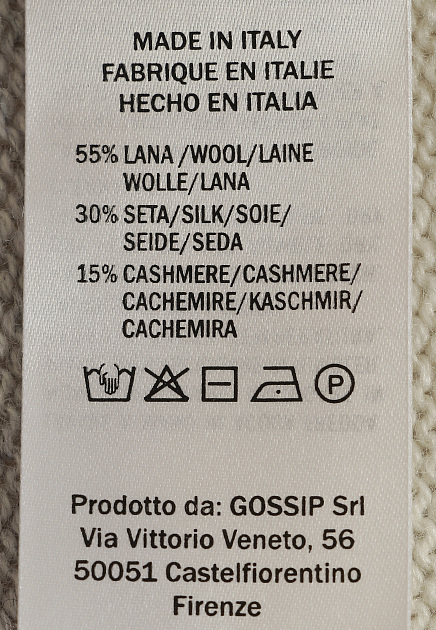 MADE IN ITALY
FABRIQUE EN ITALIE
HECHO EN ITALIA
55% LANA /WOOL/LAINE
WOLLE/LANA
30% SETA/SILK/SOIE/
SEIDE/SEDA
15% CASHMERE/CASHMERE/
CACHEMIRE/KASCHMIR/
CACHEMIRA
P
Prodotto da: GOSSIP Srl
Via Vittorio Veneto, 56
50051 Castelfiorentino
Firenze